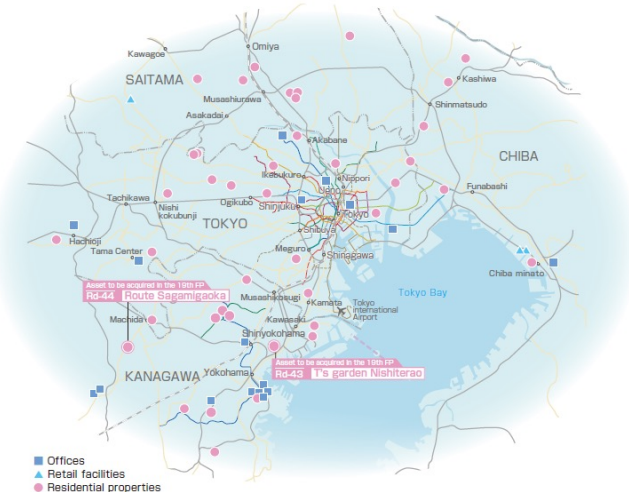 Kawagoe
Omiya
SAITAMA
Kashiwa
Musashiurawa
Shinmatsudo
Asakadai
Akabane
CHIBA
Ikebukuro
Nippori
Ueno
Funabashi
Tachikawa
Nishi
kokubunji
Ogikubo
Shinjuku
Tokyo
TOKYO
Shibuya
Hachioji
Tama Center
Meguro
Shinagawa
Chiba minato
Asset to be acquired in the 19th FP
Rd-44 Route Sagamigaoka
Musashikosugi
Tokyo Bay
Kamata
Tokyo
international
Airport
Machida
Kawasaki
Shinyokohama
Asset to be acquired in the 19th FP
Rd-43 T's garden Nishiterao
KANAGAWA
Yokohama
Offices
Retail facilities
Residential properties